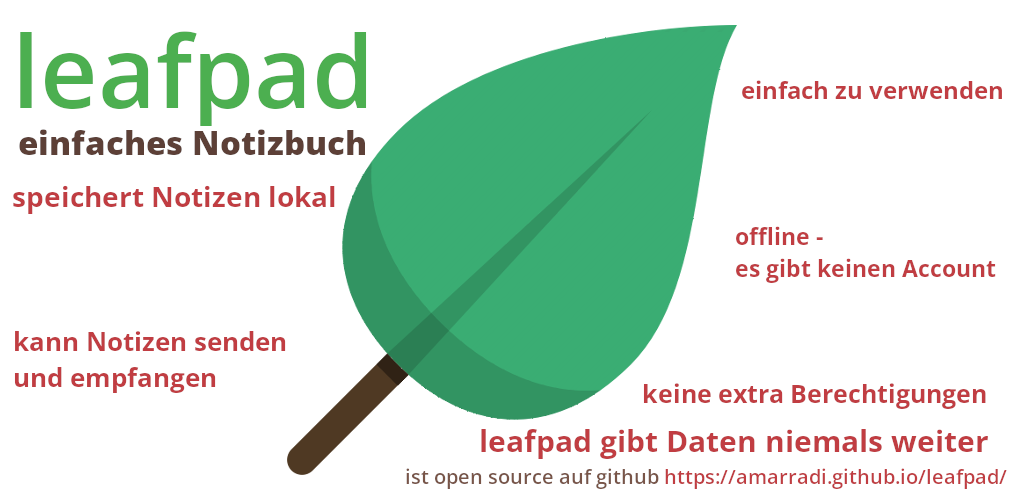 leafpad
einfaches Notizbuch
speichert Notizen lokal
einfach zu verwenden
offline -
es gibt keinen Account
kann Notizen senden
und empfangen
keine extra Berechtigungen
leafpad gibt Daten niemals weiter
ist open source auf github https://amarradi.github.io/leafpad/